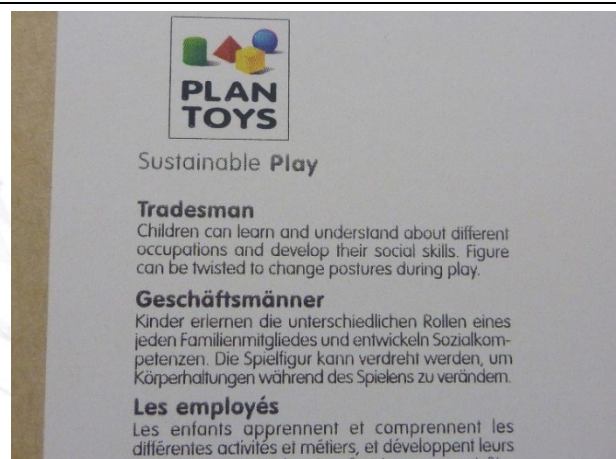 PLAN
TOYS
Sustainable Play
Tradesman
Children can learn and understand about different
occupations and develop their social skills. Figure
can be twisted to change postures during play.
Geschäftsmänner
Kinder erlernen die unterschiedlichen Rollen eines
jeden Familienmitgliedes und entwickeln Sozialkom-
petenzen. Die Spielfigur kann verdreht werden, um
Körperhaltungen während des Spielens zu verändern.
Les employés
Les enfants apprennent et comprennent les
différentes activités et métiers, et développent leurs